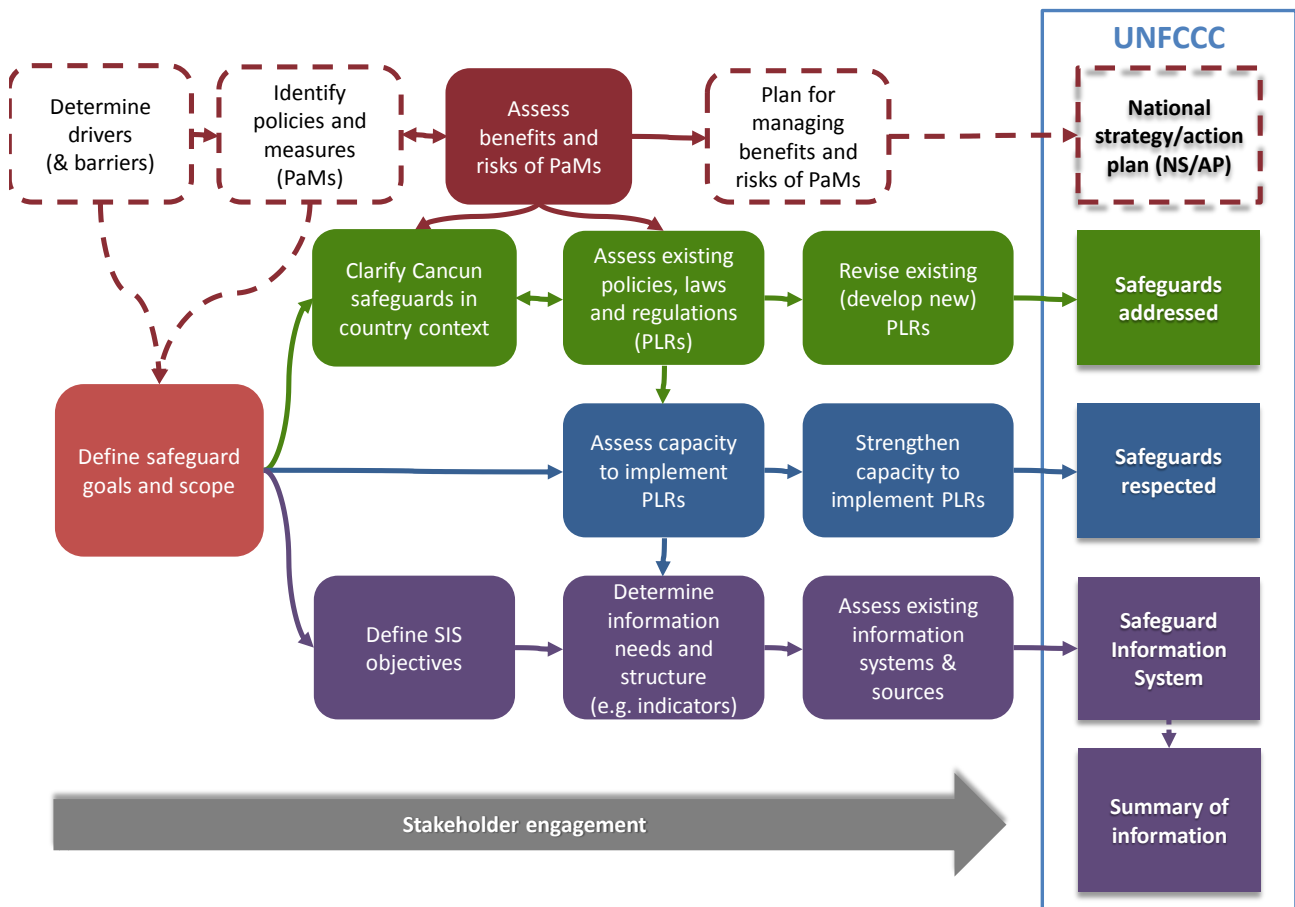 UNFCCC
Determine
drivers
(& barriers)
Identify
policies and
measures
(PaMs)
Assess
benefits and
risks of PaMs
Plan for
managing
benefits and
risks of PaMs
National
strategy/action
plan (NS/AP)
Clarify Cancun
safeguards in
country context
Assess existing
policies, laws
and regulations
(PLRs)
Revise existing
(develop new)
PLRs
Safeguards
addressed
Define safeguard
goals and scope
Assess capacity
to implement
PLRs
Strengthen
capacity to
implement PLRs
Safeguards
respected
Define SIS
objectives
Determine
information
needs and
structure
(e.g. indicators)
Assess existing
information
systems &
sources
Safeguard
Information
System
Stakeholder engagement
Summary of
information